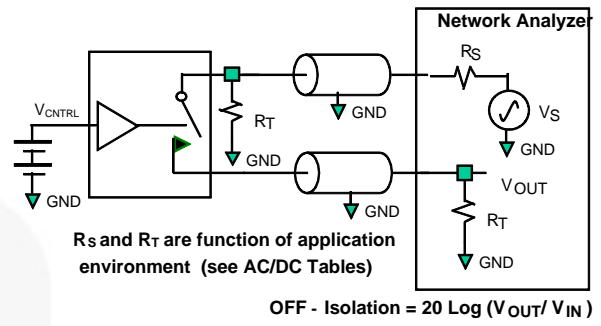 Network Analyzer
RS
VCNTRL
RT
GND
VS
GND
GND
GND
VOUT
GND
RT
GND
RS and RT are function of application
environment (see AC/DC Tables)
OFF - Isolation = 20 Log (VOUT/ VIN )